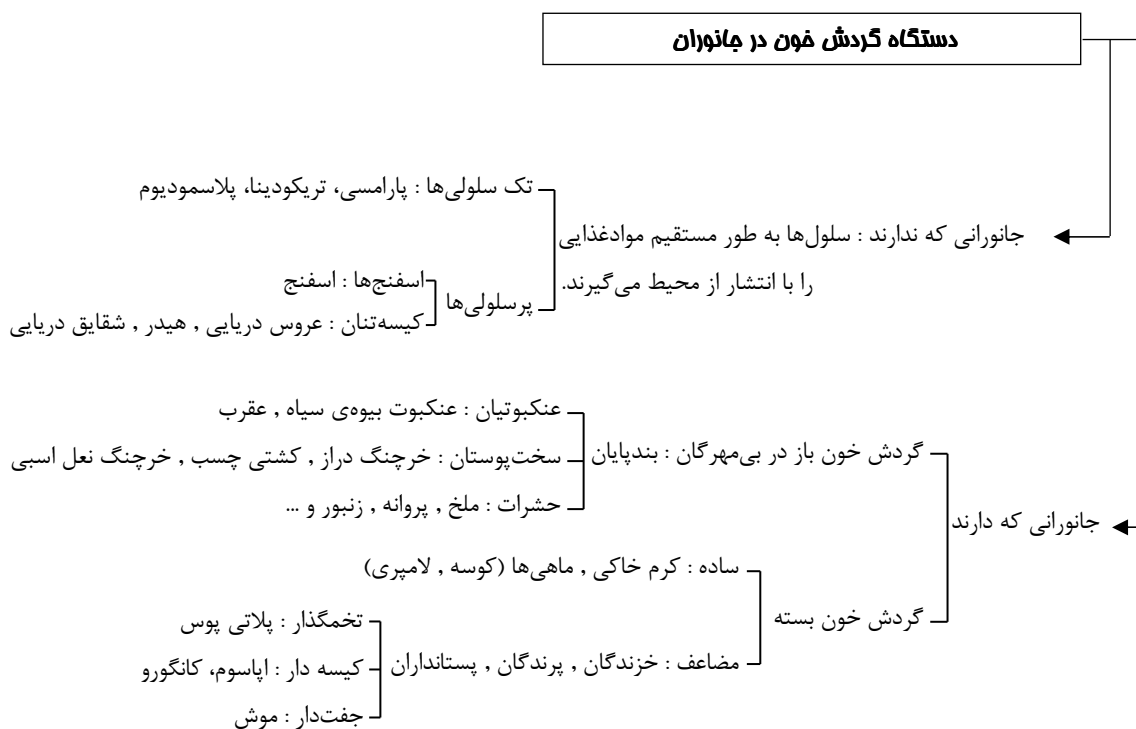 دستگاه گردش خون در جانوران
جانورانی که ندارند : سلول‌ها به طور مستقیم موادغذایی
را با انتشار از محیط می‌گیرند.
تک سلولی‌ها : پارامسی، تریکودینا، پلاسمودیوم
پرسلولی‌ها
اسفنج‌ها : اسفنج
کیسه‌تنان : عروس دریایی , هیدر , شقایق دریایی
جانورانی که دارند
گردش خون باز در بی‌مهرگان : بندپایان
عنکبوتیان : عنکبوت بیوه‌ی سیاه , عقرب
سخت‌پوستان : خرچنگ دراز , کشتی چسب , خرچنگ نعل اسبی
حشرات : ملخ , پروانه , زنبور و ...
گردش خون بسته
ساده : کرم خاکی , ماهی‌ها (کوسه , لامپری)
مضاعف : خزندگان , پرندگان , پستانداران
تخمگذار : پلاتی پوس
کیسه دار : اپاسوم، کانگورو
جفت‌دار : موش